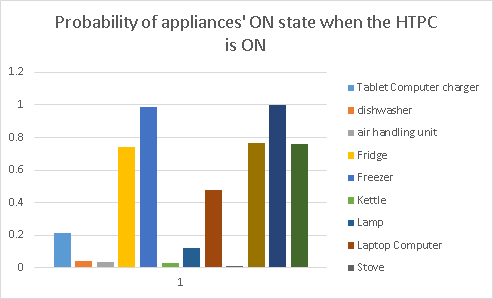 Probability of appliances' ON state when the HTPC
is ON
1.2
1
0.8
0.6
0.4
0.2
0
1
Tablet Computer charger
dishwasher
air handling unit
Fridge
Freezer
Kettle
Lamp
Laptop Computer
Stove